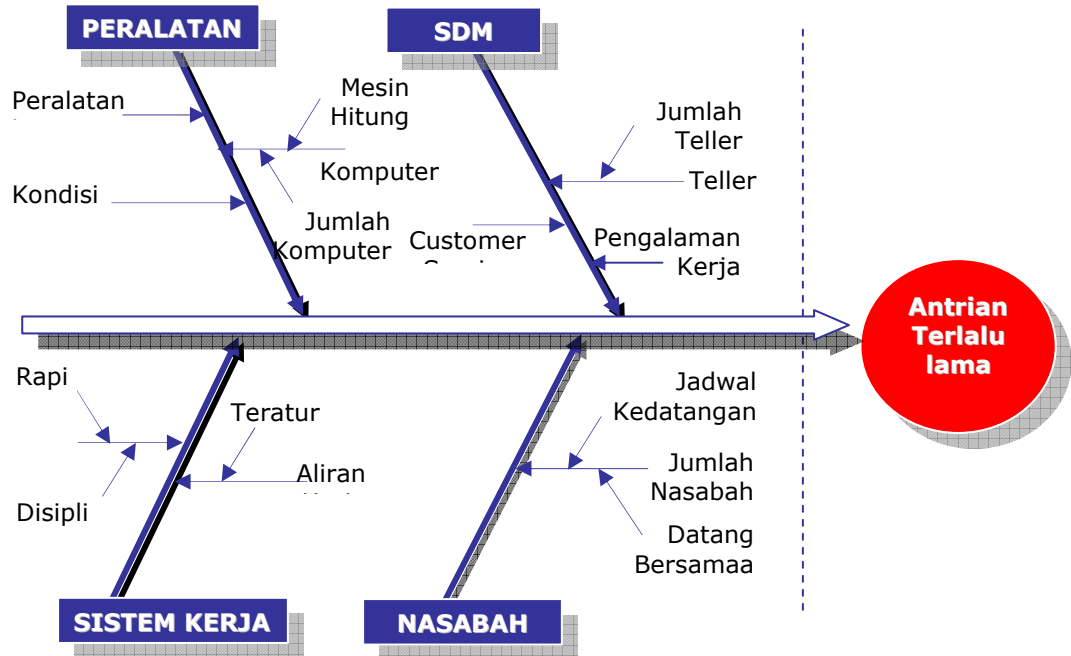 PERALATAN
SDM
Peralatan
Mesin
Hitung
Komputer
Kondisi
Jumlah
Komputer
Jumlah
Teller
Teller
Customer
Pengalaman
Kerja
Antrian
Terlalu
lama
Rapi
Teratur
Aliran
Disipli
Jadwal
Kedatangan
Jumlah
Nasabah
Datang
Bersamaa
SISTEM KERJA
NASABAH